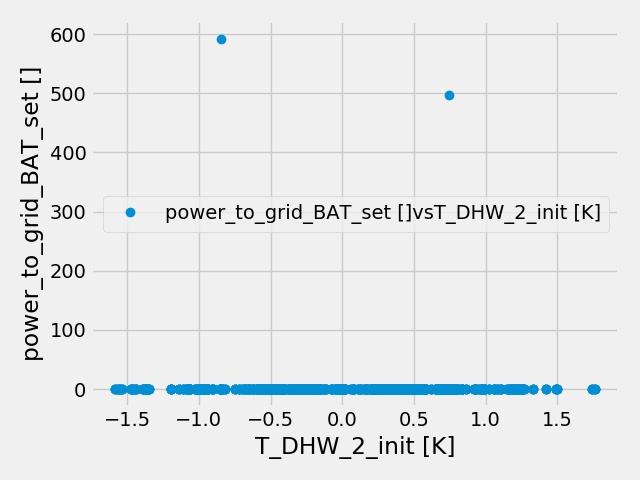 600
500
400
300
200
100
0
power_to_grid_BAT_set []
power_to_grid_BAT_set []vsT_DHW_2_init [K]
−1.5 −1.0 −0.5 0.0 0.5 1.0 1.5
T_DHW_2_init [K]